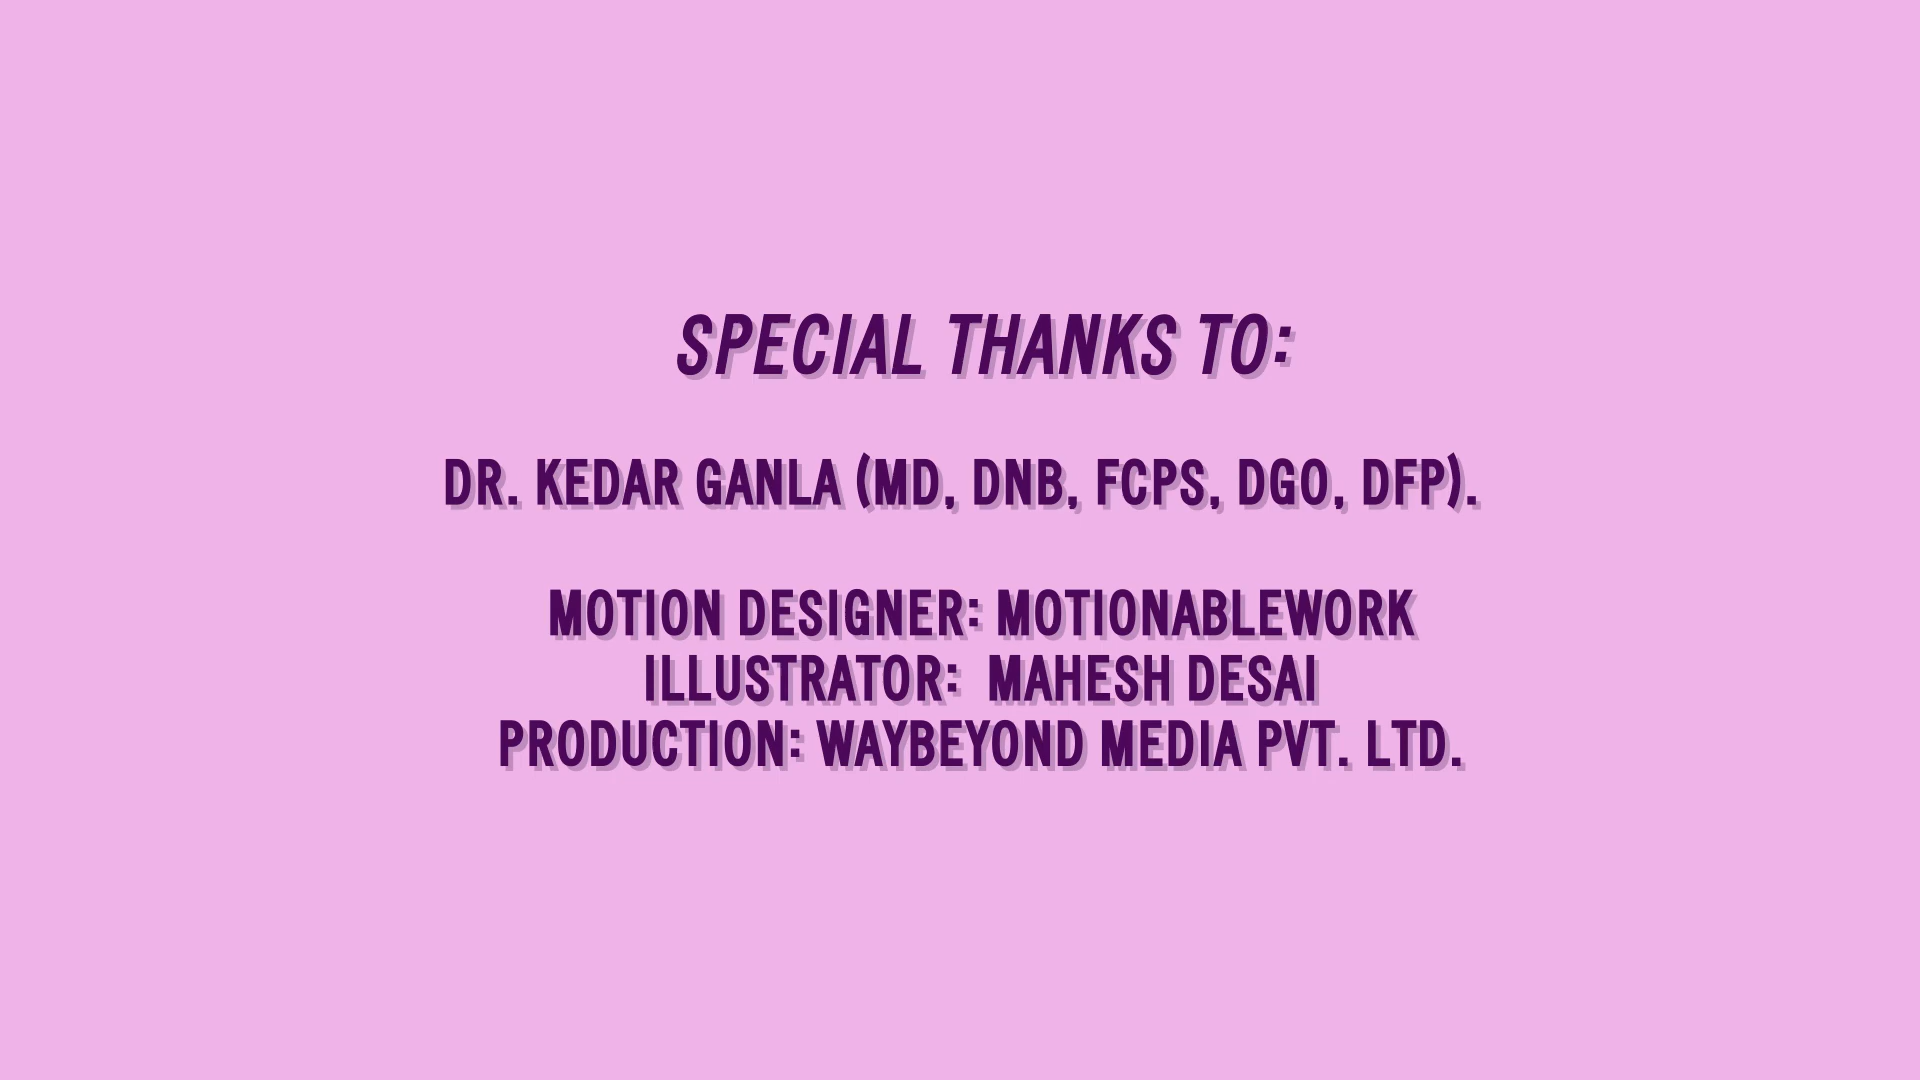 SPECIAL THANKS TO:
DR. KEDAR GANLA (MD, DNB, FCPS, DGO, DFP).
MOTION DESIGNER: MOTIONABLEWORK
ILLUSTRATOR:  MAHESH DESAI
PRODUCTION: WAYBEYOND MEDIA PVT. LTD.